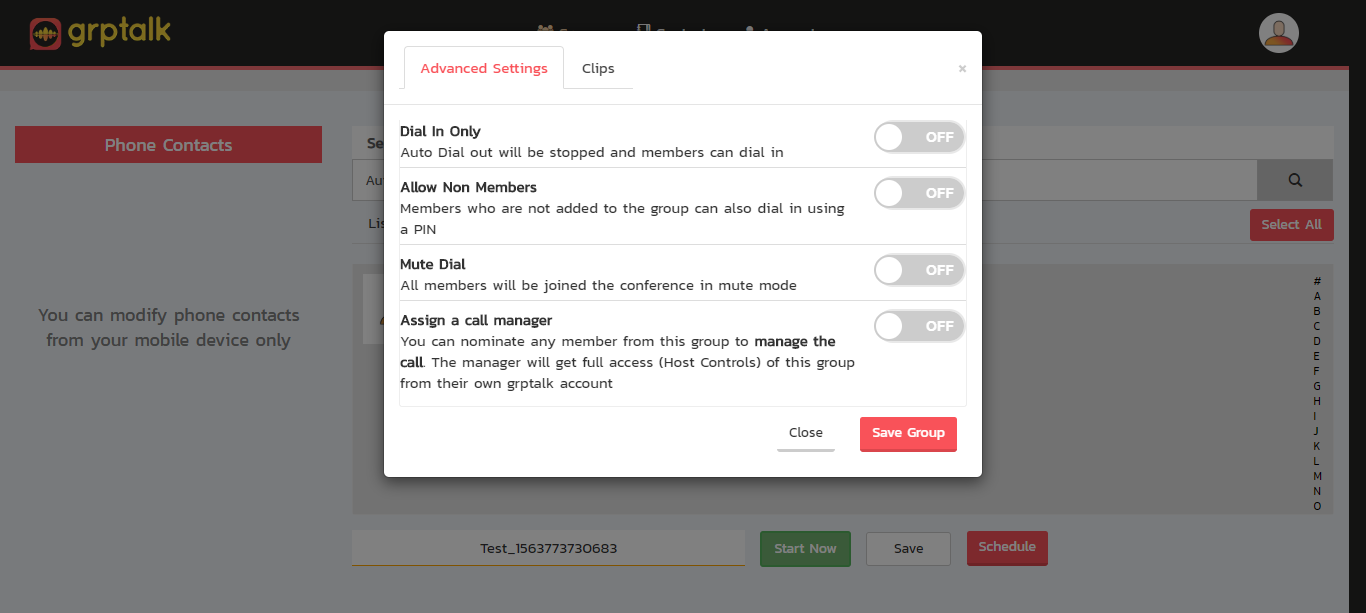 grptalk
Advanced Settings
Clips
×
Phone Contacts
Dial In Only
OFF
Auto Dial out will be stopped and members can dial in
Allow Non Members
OFF
Members who are not added to the group can also dial in using
a PIN
Select All
Mute Dial
OFF
All members will be joined the conference in mute mode
You can modify phone contacts
from your mobile device only
Assign a call manager
OFF
You can nominate any member from this group to manage the
call. The manager will get full access (Host Controls) of this group
from their own grptalk account
Close
Save Group
#
A
B
C
D
E
F
G
H
I
J
K
L
M
N
O
Test_1563773730683
Start Now
Save
Schedule